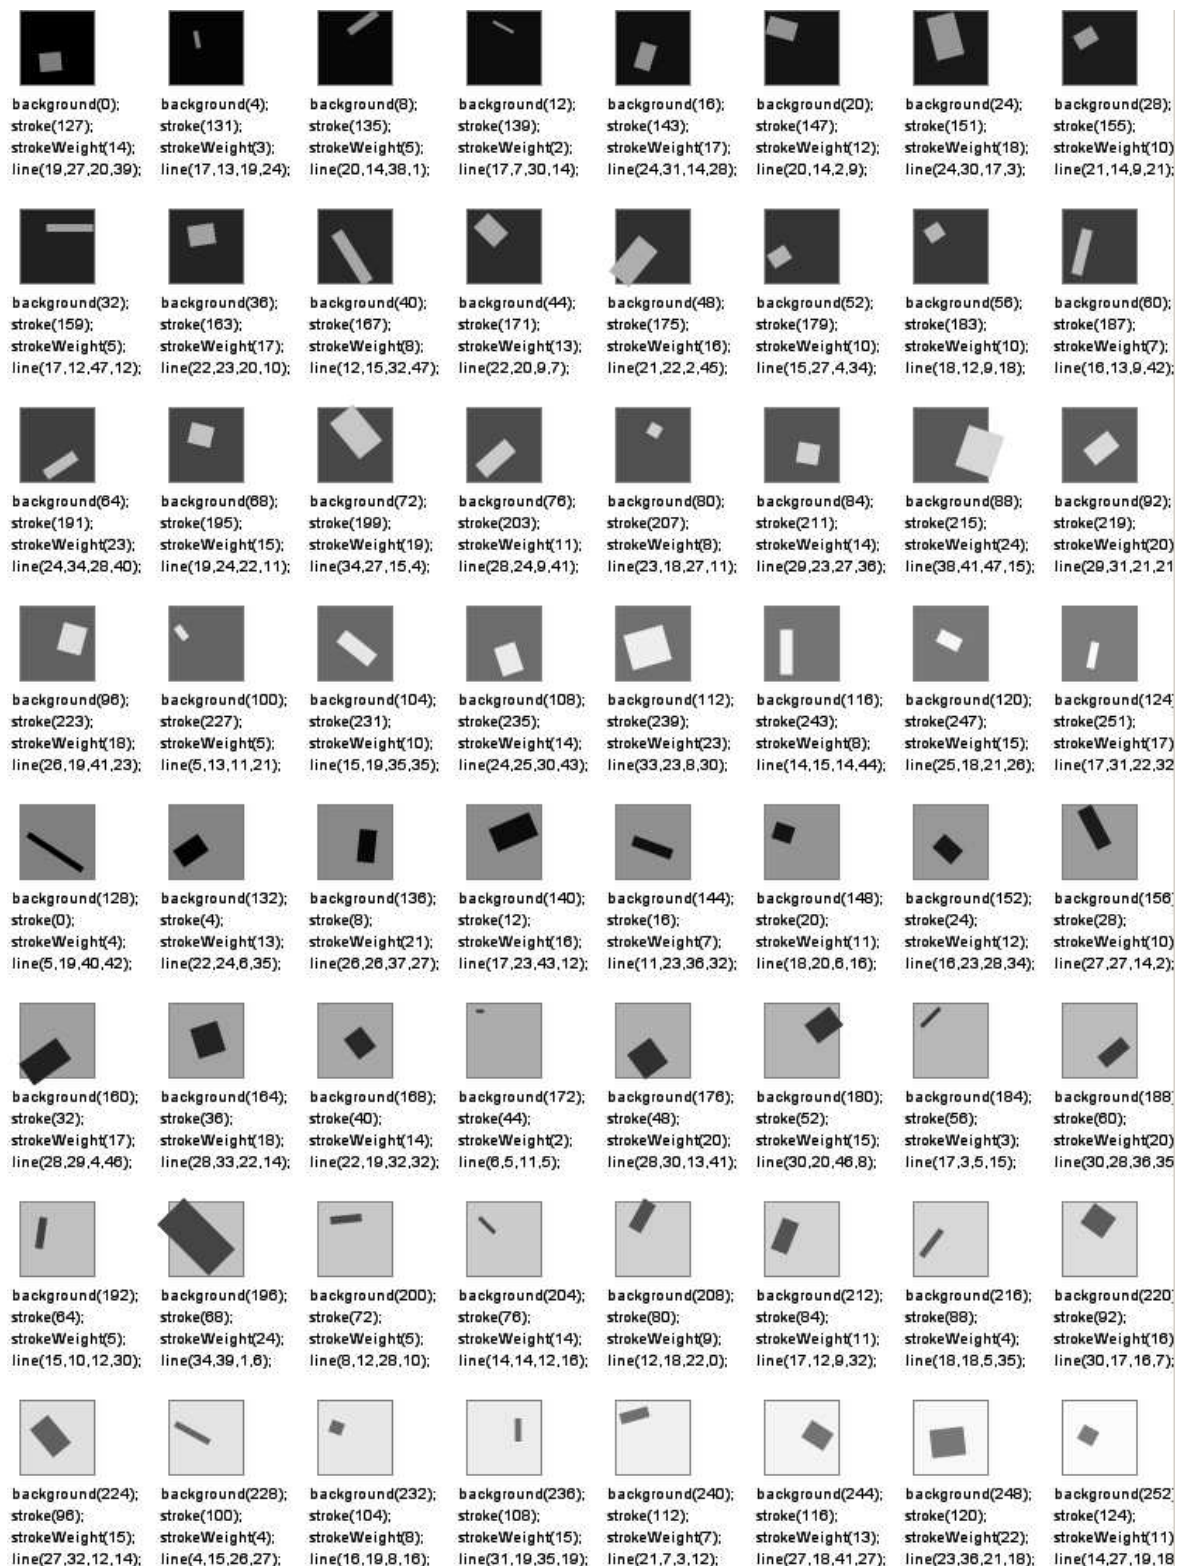 background(0); background(4); background(8); background(12); background(16); background(20); background(24); background(28);
stroke(127); stroke(131); stroke(135); stroke(139); stroke(143); stroke(147); stroke(151); stroke(155);
strokeWeight(14); strokeWeight(3); strokeWeight(5); strokeWeight(2); strokeWeight(17); strokeWeight(12); strokeWeight(18); strokeWeight(10)
line(19,27,20,39); line(17,13,19,24); line(20,14,38,1); line(17,7,30,14); line(24,31,14,28); line(20,14,2,9); line(24,30,17,3); line(21,14,9,21);
background(32); background(36); background(40); background(44); background(48); background(52); background(56); background(60);
stroke(159); stroke(163); stroke(167); stroke(171); stroke(175); stroke(179); stroke(183); stroke(187);
strokeWeight(5); strokeWeight(17); strokeWeight(8); strokeWeight(13); strokeWeight(16); strokeWeight(10); strokeWeight(10); strokeWeight(7);
line(17,12,47,12); line(22,23,20,10); line(12,15,32,47); line(22,20,9,7); line(21,22,2,45); line(15,27,4,34); line(18,12,9,18); line(16,13,9,42);
background(64); background(68); background(72); background(76); background(80); background(84); background(88); background(92);
stroke(191); stroke(195); stroke(199); stroke(203); stroke(207); stroke(211); stroke(215); stroke(219);
strokeWeight(23); strokeWeight(15); strokeWeight(19); strokeWeight(11); strokeWeight(8); strokeWeight(14); strokeWeight(24); strokeWeight(20)
line(24,34,28,40); line(19,24,22,11); line(34,27,15,4); line(28,24,9,41); line(23,18,27,11); line(29,23,27,36); line(38,41,47,15); line(29,31,21,21
background(96); background(100); background(104); background(108); background(112); background(116); background(120); background(124)
stroke(223); stroke(227); stroke(231); stroke(235); stroke(239); stroke(243); stroke(247); stroke(251);
strokeWeight(18); strokeWeight(5); strokeWeight(10); strokeWeight(14); strokeWeight(23); strokeWeight(8); strokeWeight(15); strokeWeight(17)
line(26,19,41,23); line(5,13,11,21); line(15,19,35,35); line(24,25,30,43); line(33,23,8,30); line(14,15,14,44); line(25,18,21,26); line(17,31,22,32
background(128); background(132); background(136); background(140); background(144); background(148); background(152); background(156)
stroke(0); stroke(4); stroke(8); stroke(12); stroke(16); stroke(20); stroke(24); stroke(28);
strokeWeight(4); strokeWeight(13); strokeWeight(21); strokeWeight(16); strokeWeight(7); strokeWeight(11); strokeWeight(12); strokeWeight(10)
line(5,19,40,42); line(22,24,6,35); line(26,26,37,27); line(17,23,43,12); line(11,23,36,32); line(18,20,6,16); line(16,23,28,34); line(27,27,14,2);
background(160); background(164); background(168); background(172); background(176); background(180); background(184); background(188)
stroke(32); stroke(36); stroke(40); stroke(44); stroke(48); stroke(52); stroke(56); stroke(60);
strokeWeight(17); strokeWeight(18); strokeWeight(14); strokeWeight(2); strokeWeight(20); strokeWeight(15); strokeWeight(3); strokeWeight(20)
line(28,29,4,46); line(28,33,22,14); line(22,19,32,32); line(6,5,11,5); line(28,30,13,41); line(30,20,46,8); line(17,3,5,15); line(30,28,36,35
background(192); background(196); background(200); background(204); background(208); background(212); background(216); background(220)
stroke(64); stroke(68); stroke(72); stroke(76); stroke(80); stroke(84); stroke(88); stroke(92);
strokeWeight(5); strokeWeight(24); strokeWeight(5); strokeWeight(14); strokeWeight(9); strokeWeight(11); strokeWeight(4); strokeWeight(16)
line(15,10,12,30); line(34,39,1,6); line(8,12,28,10); line(14,14,12,16); line(12,18,22,0); line(17,12,9,32); line(18,18,5,35); line(30,17,16,7);
background(224); background(228); background(232); background(236); background(240); background(244); background(248); background(252)
stroke(96); stroke(100); stroke(104); stroke(108); stroke(112); stroke(116); stroke(120); stroke(124);
strokeWeight(15); strokeWeight(4); strokeWeight(8); strokeWeight(15); strokeWeight(7); strokeWeight(13); strokeWeight(22); strokeWeight(11)
line(27,32,12,14); line(4,15,26,27); line(16,19,8,16); line(31,19,35,19); line(21,7,3,12); line(27,18,41,27); line(23,36,21,18); line(14,27,19,18